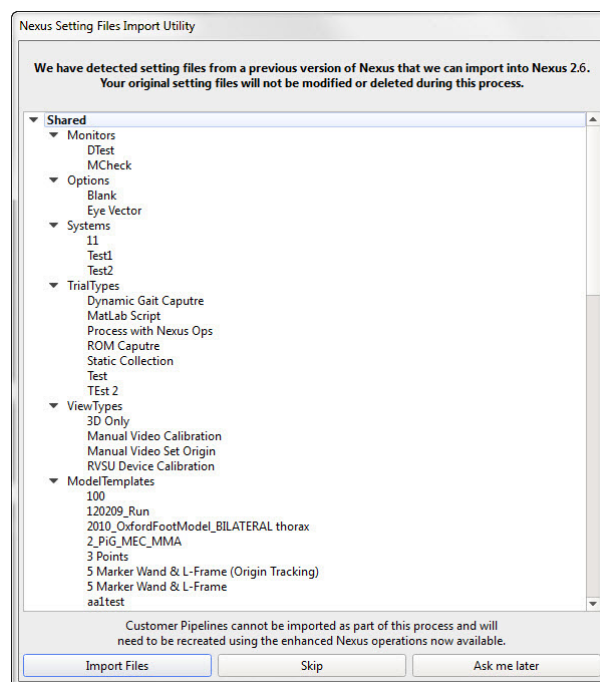 Nexus Setting Files Import Utility
We have detected setting files from a previous version of Nexus that we can import into Nexus 2.6.
Your original setting files will not be modified or deleted during this process.
Shared
Monitors
DTest
MCheck
Options
Blank
Eye Vector
Systems
11
Test1
Test2
TrialTypes
Dynamic Gait Caputre
MatLab Script
Process with Nexus Ops
ROM Caputre
Static Collection
Test
TEst 2
ViewTypes
3D Only
Manual Video Calibration
Manual Video Set Origin
RVSU Device Calibration
ModelTemplates
100
120209_Run
2010_OxfordFootModel_BILATERAL thorax
2_PiG_MEC_MMA
3 Points
5 Marker Wand & L-Frame (Origin Tracking)
5 Marker Wand & L-Frame
aa1test
Customer Pipelines cannot be imported as part of this process and will
need to be recreated using the enhanced Nexus operations now available.
Import Files
Skip
Ask me later